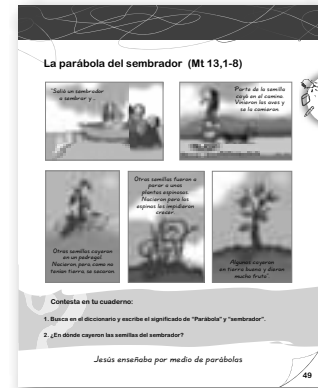 La parábola del sembrador (Mt 13,1-8)
"Salió un sembrador
a sembrar y...
Parte de la semilla
cayó en el camino.
Vinieron las aves y
se la comieron
Otras semillas cayeron
en un pedregal
Nacieron pero, como no
tenían tierra, se secaron.
Otras semillas fueron a
parar a unas
plantas espinosas.
Nacieron pero las
espinas les impidieron
crecer...
Algunas cayeron
en tierra buena y dieron
mucho fruto".
Contesta en tu cuaderno:
1. Busca en el diccionario y escribe el significado de "Parábola" y "sembrador".
2. ¿En dónde cayeron las semillas del sembrador?
Jesús enseñaba por medio de parábolas
49